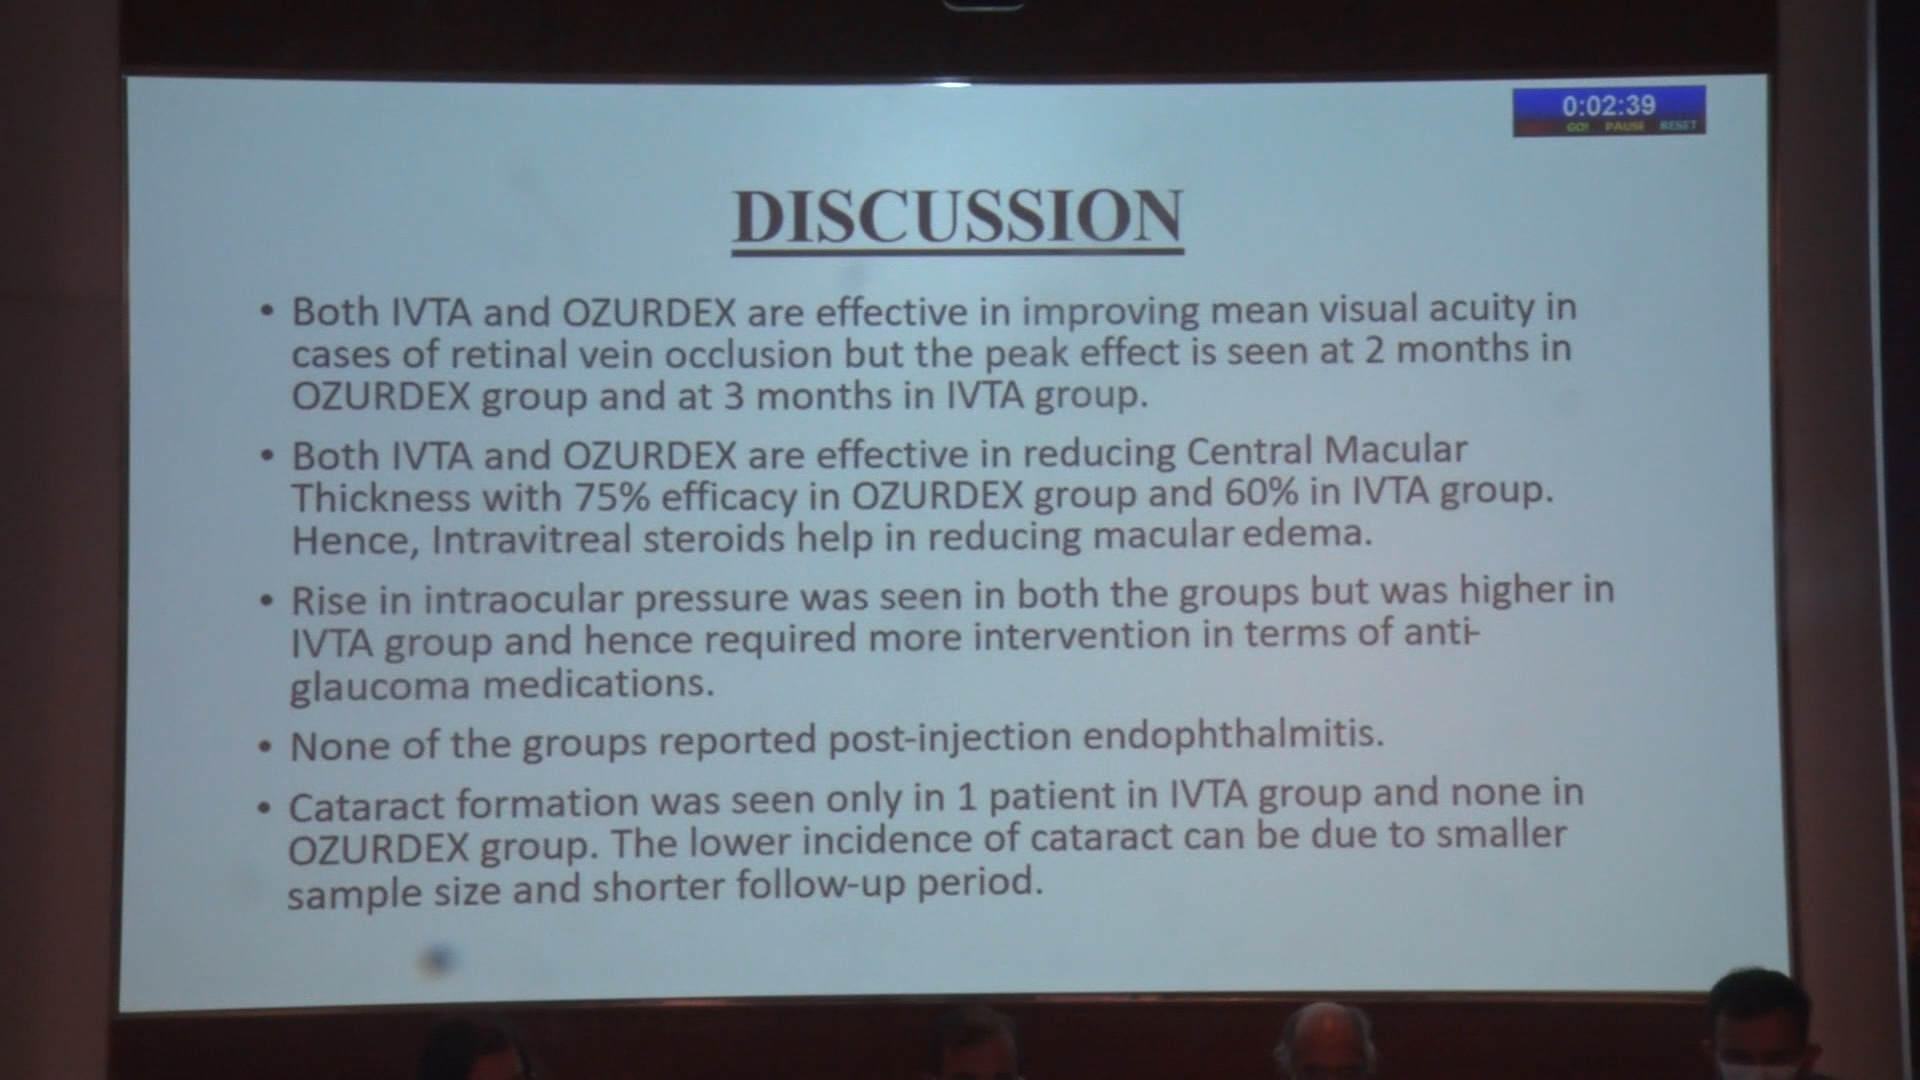 0:02:39
GO! PAUSE RESET
DISCUSSION
• Both IVTA and OZURDEX are effective in improving mean visual acuity in
cases of retinal vein occlusion but the peak effect is seen at 2 months in
OZURDEX group and at 3 months in IVTA group.
• Both IVTA and OZURDEX are effective in reducing Central Macular
Thickness with 75% efficacy in OZURDEX group and 60% in IVTA group.
Hence, Intravitreal steroids help in reducing macular edema.
• Rise in intraocular pressure was seen in both the groups but was higher in
IVTA group and hence required more intervention in terms of anti-
glaucoma medications.
• None of the groups reported post-injection endophthalmitis.
• Cataract formation was seen only in 1 patient in IVTA group and none in
OZURDEX group. The lower incidence of cataract can be due to smaller
sample size and shorter follow-up period.